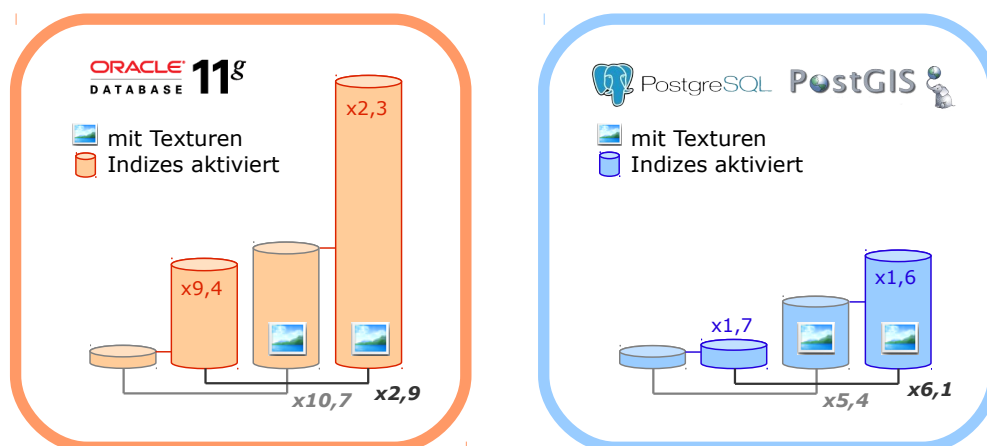 ORACLE
DATABASE 11g
mit Texturen
Indizes aktiviert
x2,3
x9,4
x10,7
x2,9
PostgreSQL PostGIS
mit Texturen
Indizes aktiviert
x1,6
x1,7
x5,4
x6,1